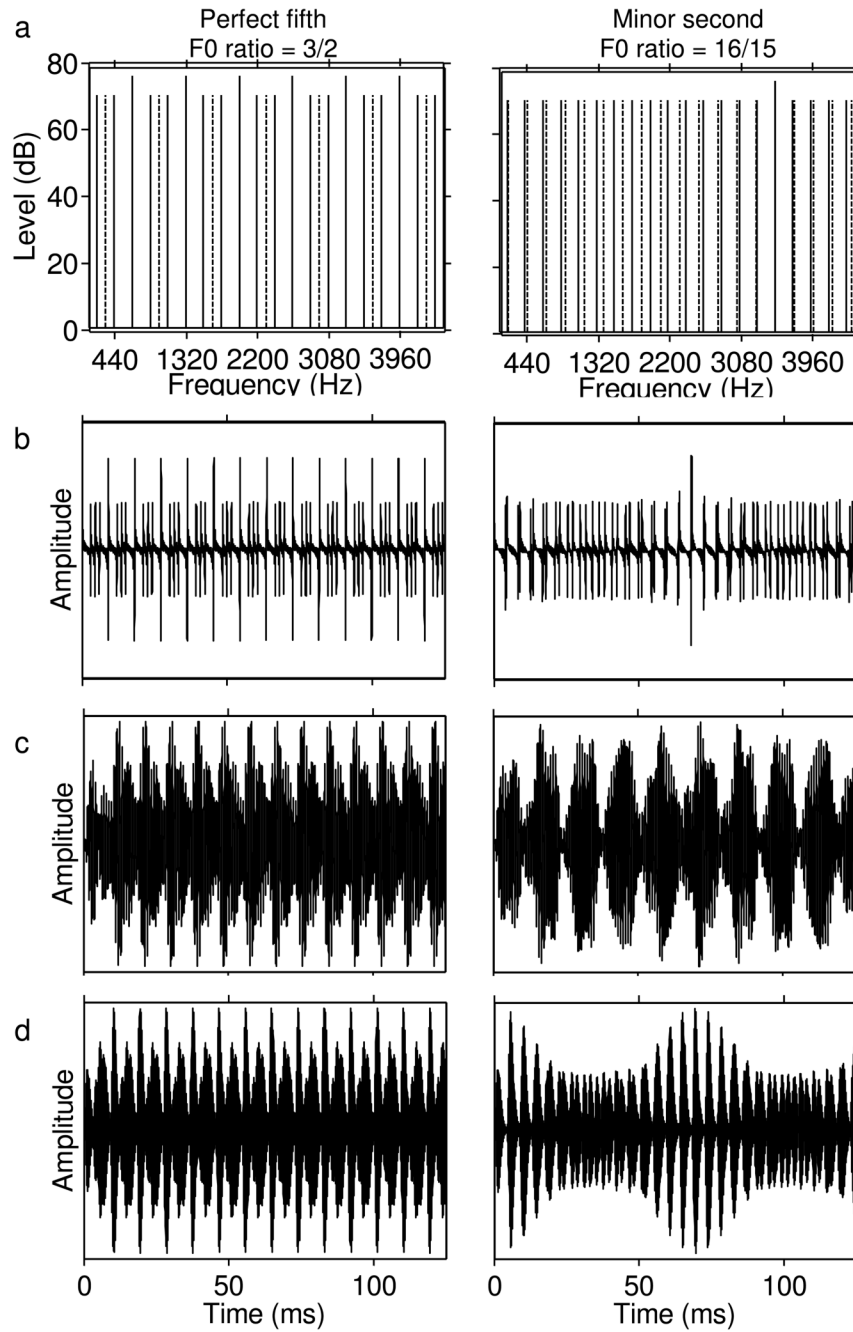 a
Perfect fifth
F0 ratio = 3/2
Minor second
F0 ratio = 16/15
Level (dB)
80
60
40
20
0
440 1320 2200 3080 3960
Frequency (Hz)
440 1320 2200 3080 3960
Frequency (Hz)
b
Amplitude
c
Amplitude
d
Amplitude
0 50 100
Time (ms)
0 50 100
Time (ms)